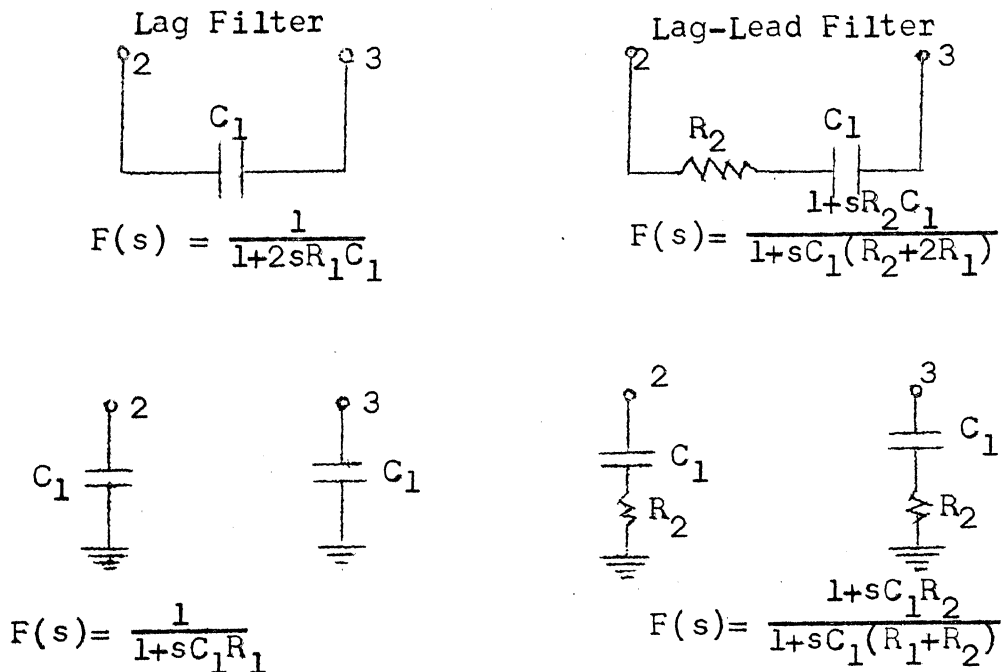 Lag Filter
2 3
C1
F(s) = 1/(1+2sR1C1)
Lag-Lead Filter
2 3
R2 C1
F(s)= (1+sR2C1)/(1+sC1(R2+2R1))
2 3
C1 C1
F(s)= 1/(1+sC1R1)
2 3
C1 C1
R2 R2
F(s)= (1+sC1R2)/(1+sC1(R1+R2))